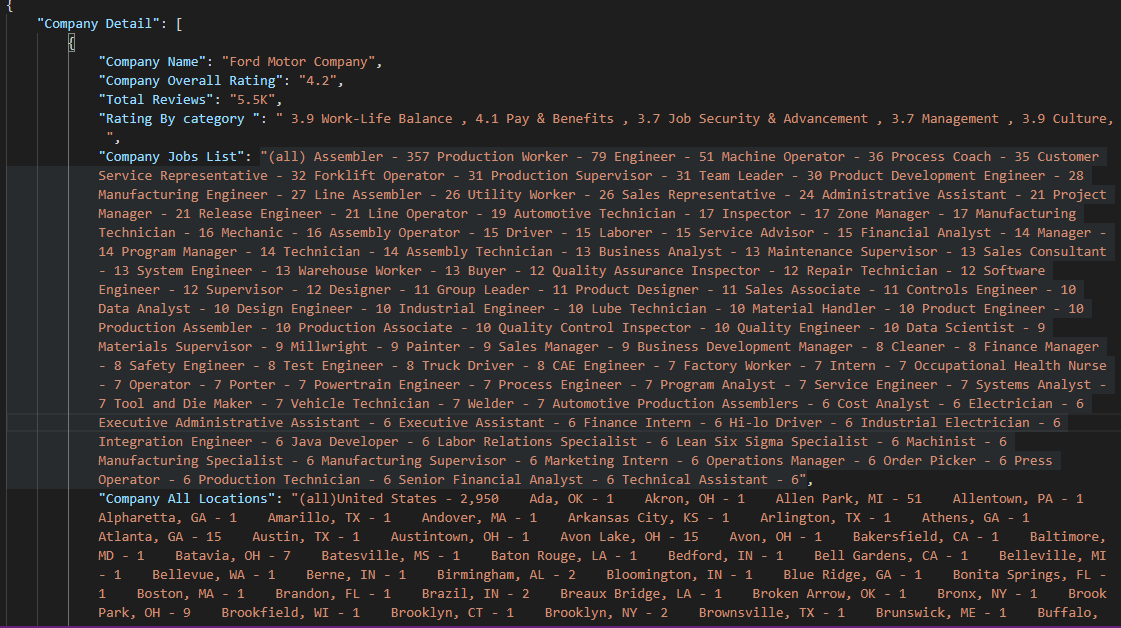 {
"Company Detail": [
{
"Company Name": "Ford Motor Company",
"Company Overall Rating": "4.2",
"Total Reviews": "5.5K",
"Rating By category ": " 3.9 Work-Life Balance , 4.1 Pay & Benefits , 3.7 Job Security & Advancement , 3.7 Management , 3.9 Culture,
",
"Company Jobs List": "(all) Assembler - 357 Production Worker - 79 Engineer - 51 Machine Operator - 36 Process Coach - 35 Customer
Service Representative - 32 Forklift Operator - 31 Production Supervisor - 31 Team Leader - 30 Product Development Engineer - 28
Manufacturing Engineer - 27 Line Assembler - 26 Utility Worker - 26 Sales Representative - 24 Administrative Assistant - 21 Project
Manager - 21 Release Engineer - 21 Line Operator - 19 Automotive Technician - 17 Inspector - 17 Zone Manager - 17 Manufacturing
Technician - 16 Mechanic - 16 Assembly Operator - 15 Driver - 15 Laborer - 15 Service Advisor - 15 Financial Analyst - 14 Manager -
14 Program Manager - 14 Technician - 14 Assembly Technician - 13 Business Analyst - 13 Maintenance Supervisor - 13 Sales Consultant
- 13 System Engineer - 13 Warehouse Worker - 13 Buyer - 12 Quality Assurance Inspector - 12 Repair Technician - 12 Software
Engineer - 12 Supervisor - 12 Designer - 11 Group Leader - 11 Product Designer - 11 Sales Associate - 11 Controls Engineer - 10
Data Analyst - 10 Design Engineer - 10 Industrial Engineer - 10 Lube Technician - 10 Material Handler - 10 Product Engineer - 10
Production Assembler - 10 Production Associate - 10 Quality Control Inspector - 10 Quality Engineer - 10 Data Scientist - 9
Materials Supervisor - 9 Millwright - 9 Painter - 9 Sales Manager - 9 Business Development Manager - 8 Cleaner - 8 Finance Manager
- 8 Safety Engineer - 8 Test Engineer - 8 Truck Driver - 8 CAE Engineer - 7 Factory Worker - 7 Intern - 7 Occupational Health Nurse
- 7 Operator - 7 Porter - 7 Powertrain Engineer - 7 Process Engineer - 7 Program Analyst - 7 Service Engineer - 7 Systems Analyst -
7 Tool and Die Maker - 7 Vehicle Technician - 7 Welder - 7 Automotive Production Assemblers - 6 Cost Analyst - 6 Electrician - 6
Executive Administrative Assistant - 6 Executive Assistant - 6 Finance Intern - 6 Hi-lo Driver - 6 Industrial Electrician - 6
Integration Engineer - 6 Java Developer - 6 Labor Relations Specialist - 6 Lean Six Sigma Specialist - 6 Machinist - 6
Manufacturing Specialist - 6 Manufacturing Supervisor - 6 Marketing Intern - 6 Operations Manager - 6 Order Picker - 6 Press
Operator - 6 Production Technician - 6 Senior Financial Analyst - 6 Technical Assistant - 6",
"Company All Locations": "(all)United States - 2,950 Ada, OK - 1 Akron, OH - 1 Allen Park, MI - 51 Allentown, PA - 1
Alpharetta, GA - 1 Amarillo, TX - 1 Andover, MA - 1 Arkansas City, KS - 1 Arlington, TX - 1 Athens, GA - 1
Atlanta, GA - 15 Austin, TX - 1 Austintown, OH - 1 Avon Lake, OH - 15 Avon, OH - 1 Bakersfield, CA - 1 Baltimore,
MD - 1 Batavia, OH - 7 Batesville, MS - 1 Baton Rouge, LA - 1 Bedford, IN - 1 Bell Gardens, CA - 1 Belleville, MI
- 1 Bellevue, WA - 1 Berne, IN - 1 Birmingham, AL - 2 Bloomington, IN - 1 Blue Ridge, GA - 1 Bonita Springs, FL -
1 Boston, MA - 1 Brandon, FL - 1 Brazil, IN - 2 Breaux Bridge, LA - 1 Broken Arrow, OK - 1 Bronx, NY - 1 Brook
Park, OH - 9 Brookfield, WI - 1 Brooklyn, CT - 1 Brooklyn, NY - 2 Brownsville, TX - 1 Brunswick, ME - 1 Buffalo,